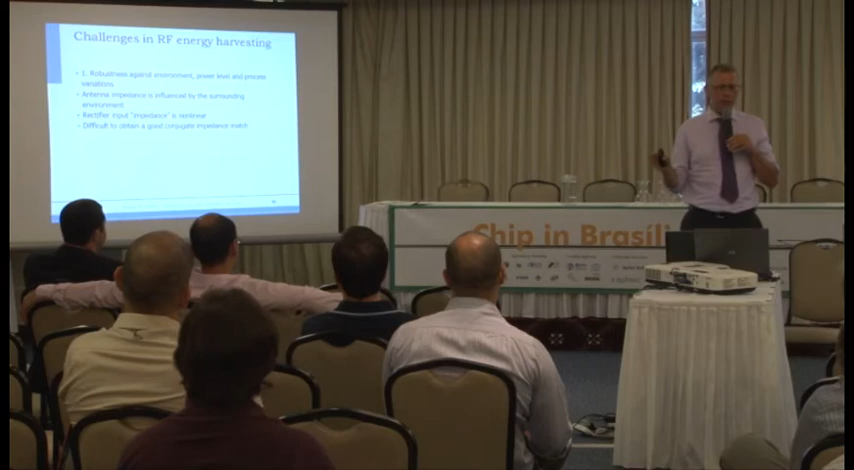 Challenges in RF energy harvesting
1. Robustness against environment, power level and process
variations
Antenna impedance is influenced by the surrounding
environment
Rectifier input "impedance" is nonlinear
Difficult to obtain a good conjugate impedance match
Chip in Brasíli